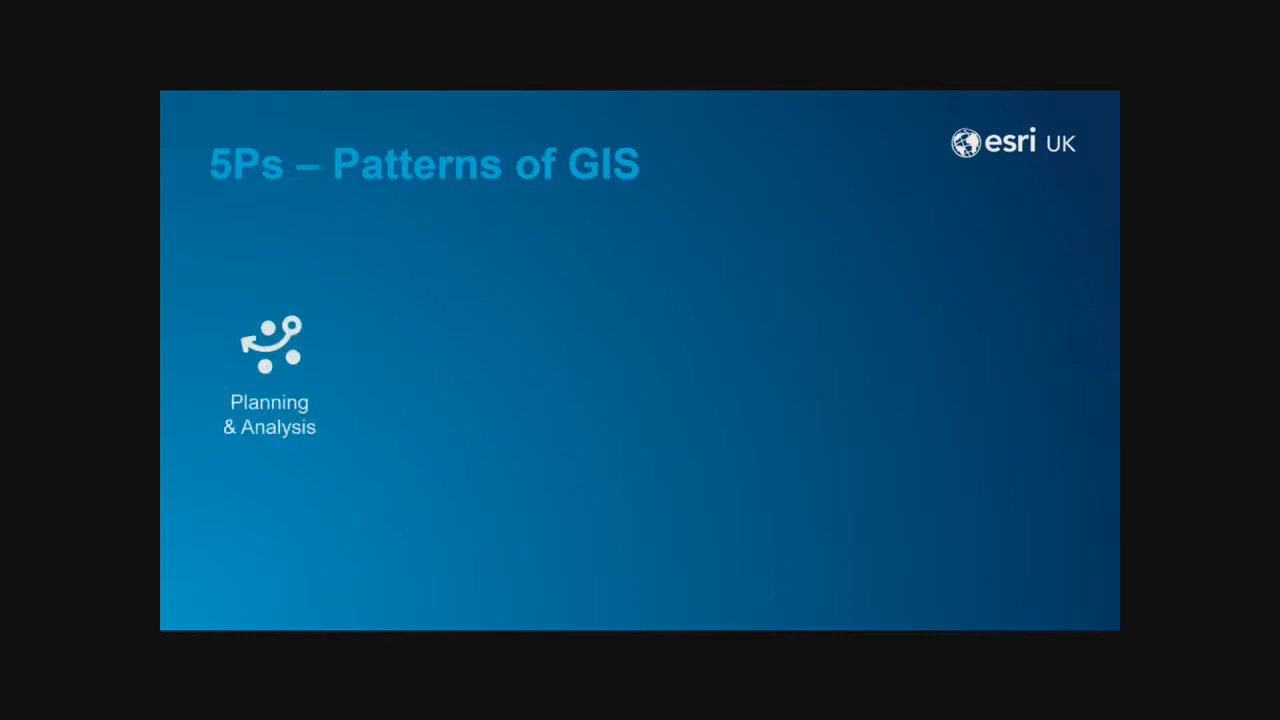 5Ps – Patterns of GIS
esri UK
Planning
& Analysis